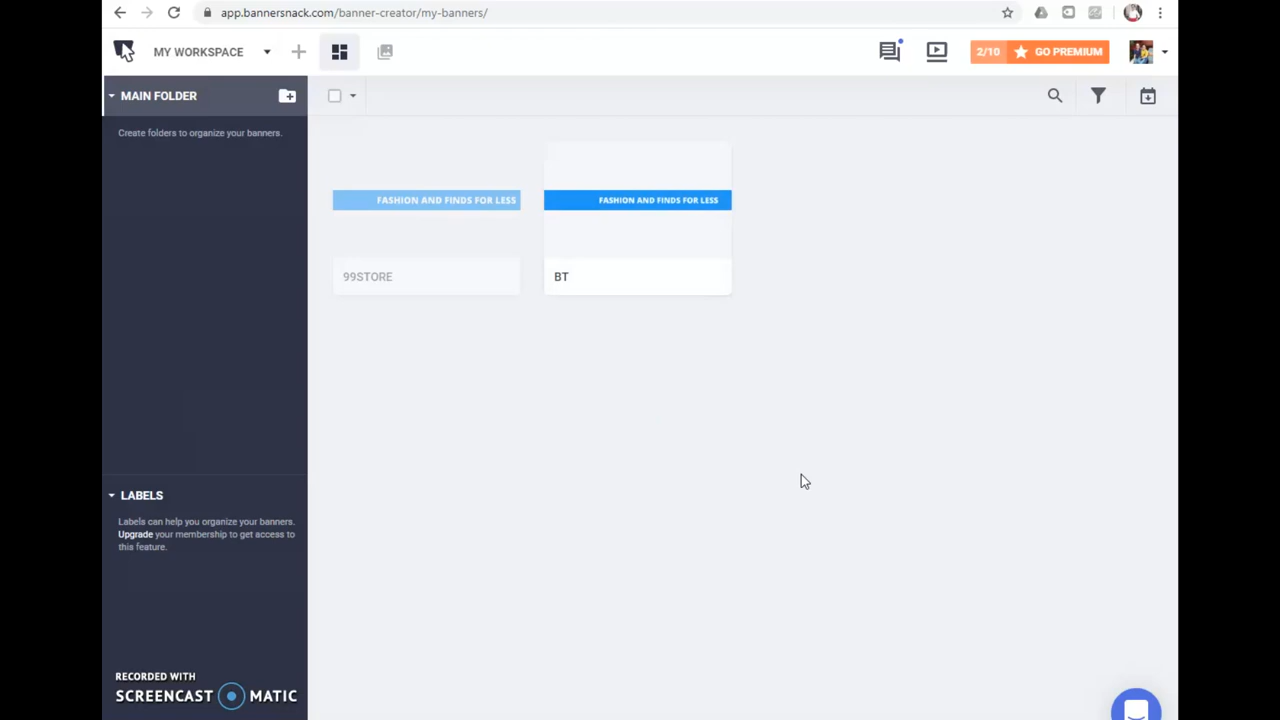 app.bannersnack.com/banner-creator/my-banners/
MY WORKSPACE
2/10 GO PREMIUM
MAIN FOLDER
Create folders to organize your banners.
FASHION AND FINDS FOR LESS
FASHION AND FINDS FOR LESS
99STORE
BT
LABELS
Labels can help you organize your banners.
Upgrade your membership to get access to
this feature.
RECORDED WITH
SCREENCAST MATIC